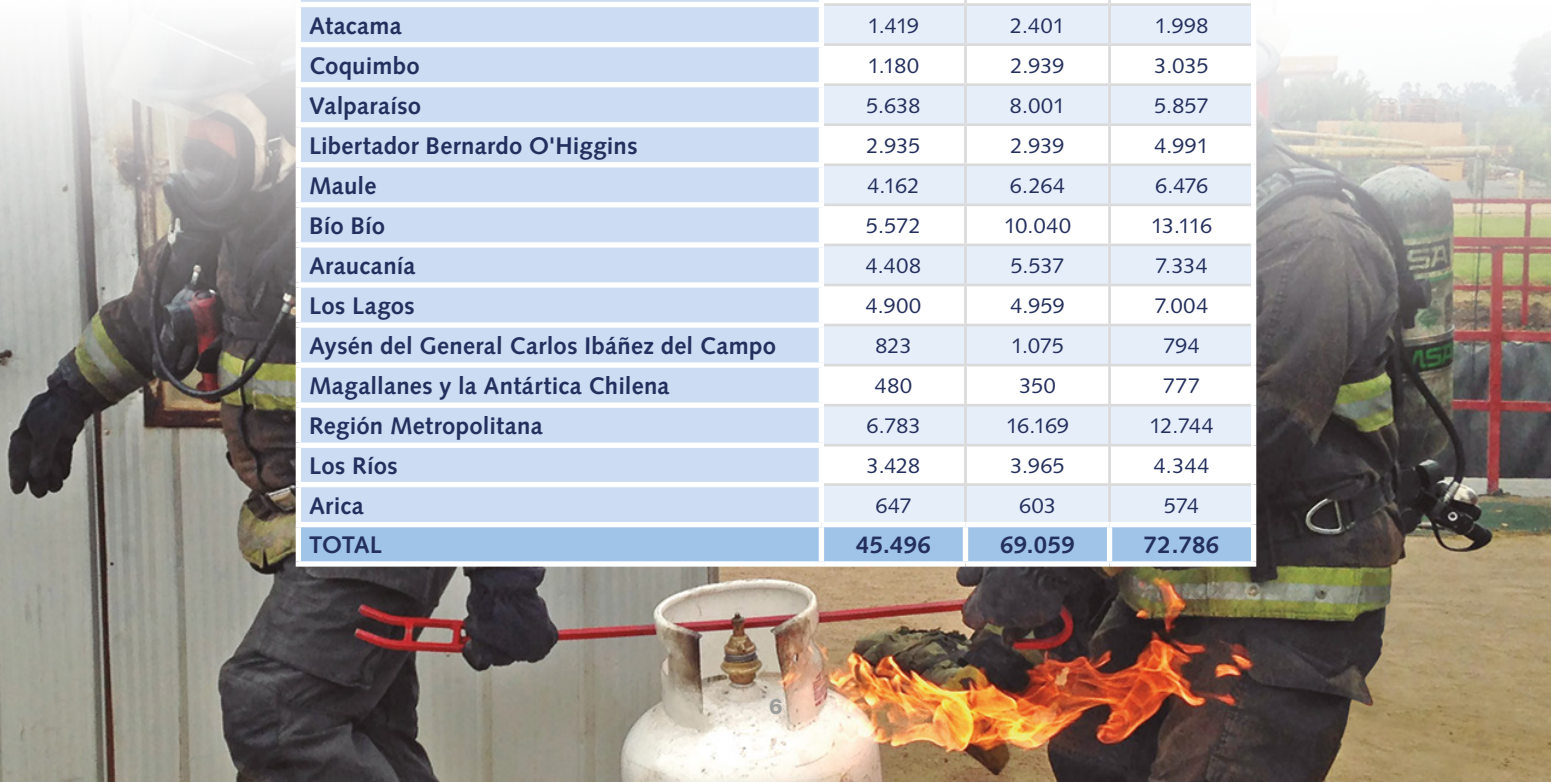 Atacama 1.419 2.401 1.998
Coquimbo 1.180 2.939 3.035
Valparaíso 5.638 8.001 5.857
Libertador Bernardo O'Higgins 2.935 2.939 4.991
Maule 4.162 6.264 6.476
Bío Bío 5.572 10.040 13.116
Araucanía 4.408 5.537 7.334
Los Lagos 4.900 4.959 7.004
Aysén del General Carlos Ibáñez del Campo 823 1.075 794
Magallanes y la Antártica Chilena 480 350 777
Región Metropolitana 6.783 16.169 12.744
Los Ríos 3.428 3.965 4.344
Arica 647 603 574
TOTAL 45.496 69.059 72.786
SA
MSA
6